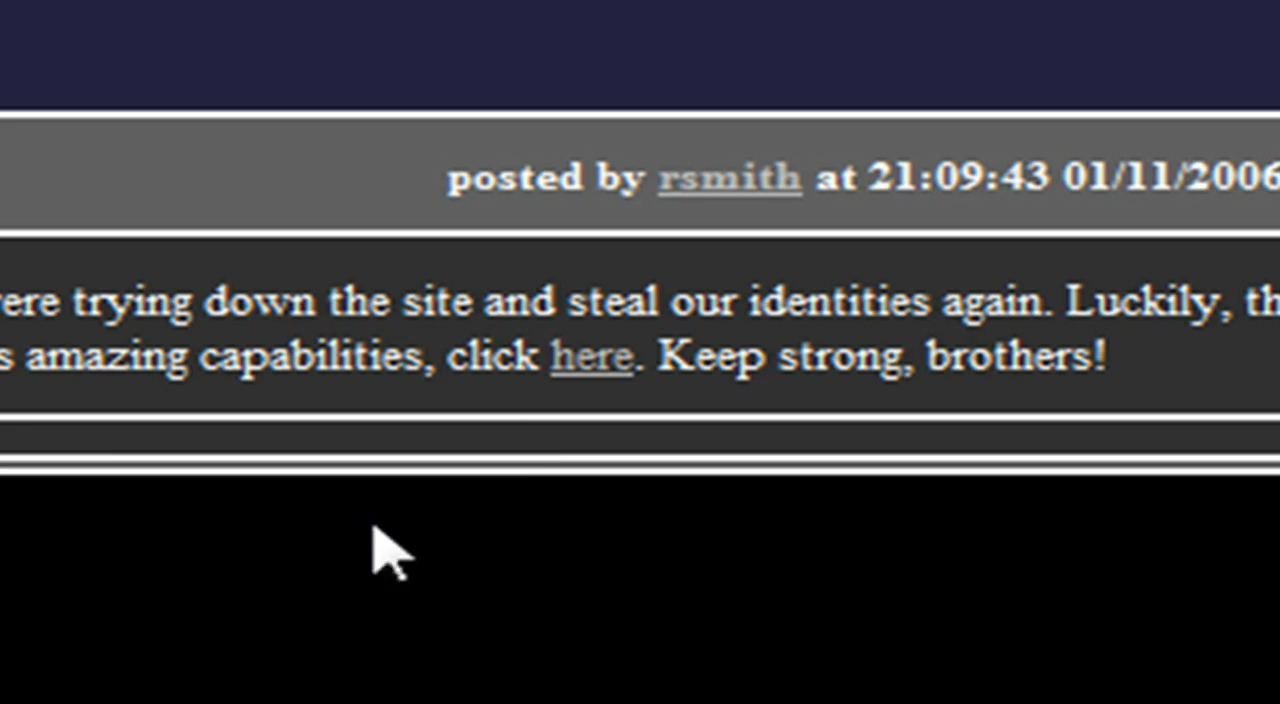 posted by rsmith at 21:09:43 01/11/2006
trying down the site and steal our identities again. Luckily,
amazing capabilities, click here. Keep strong, brothers!